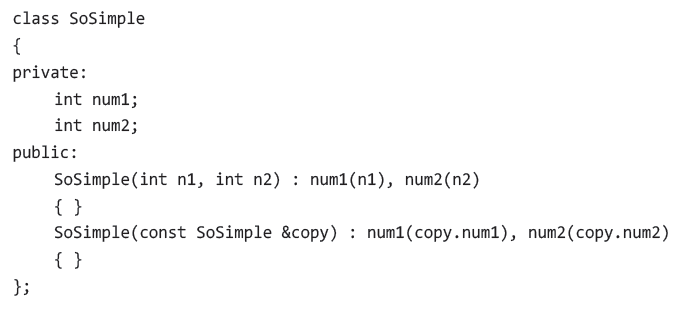 class SoSimple
{
private:
    int num1;
    int num2;
public:
    SoSimple(int n1, int n2) : num1(n1), num2(n2)
    { }
    SoSimple(const SoSimple &copy) : num1(copy.num1), num2(copy.num2)
    { }
};